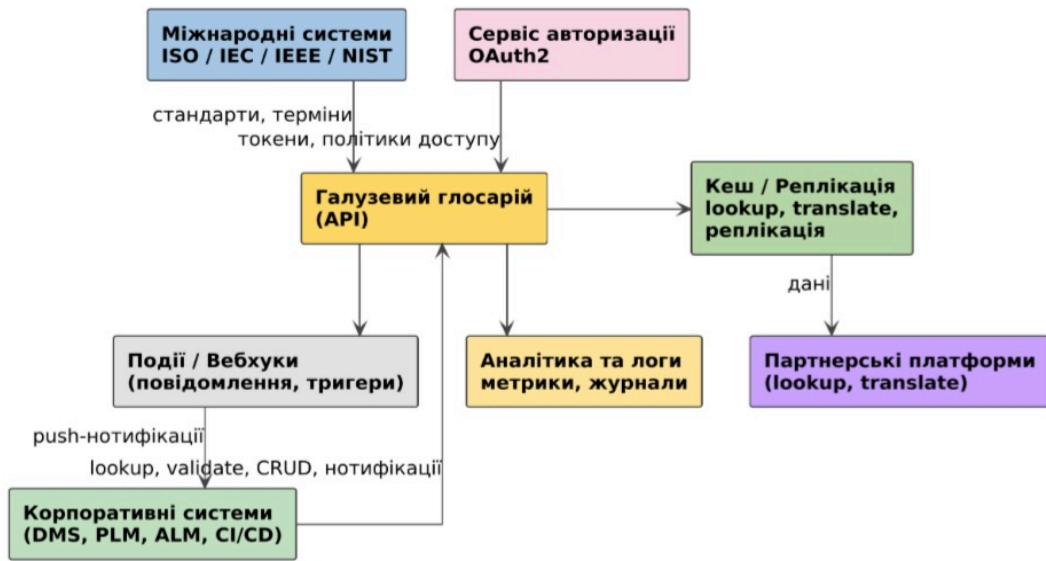 Міжнародні системи
ISO / IEC / IEEE / NIST
Сервіс авторизації
OAuth2
стандарти, терміни
токени, політики доступу
Галузевий глосарій
(API)
Кеш / Реплікація
lookup, translate,
реплікація
дані
Події / Вебхуки
(повідомлення, тригери)
Аналітика та логи
метрики, журнали
Партнерські платформи
(lookup, translate)
push-нотифікації
lookup, validate, CRUD, нотифікації
Корпоративні системи
(DMS, PLM, ALM, CI/CD)